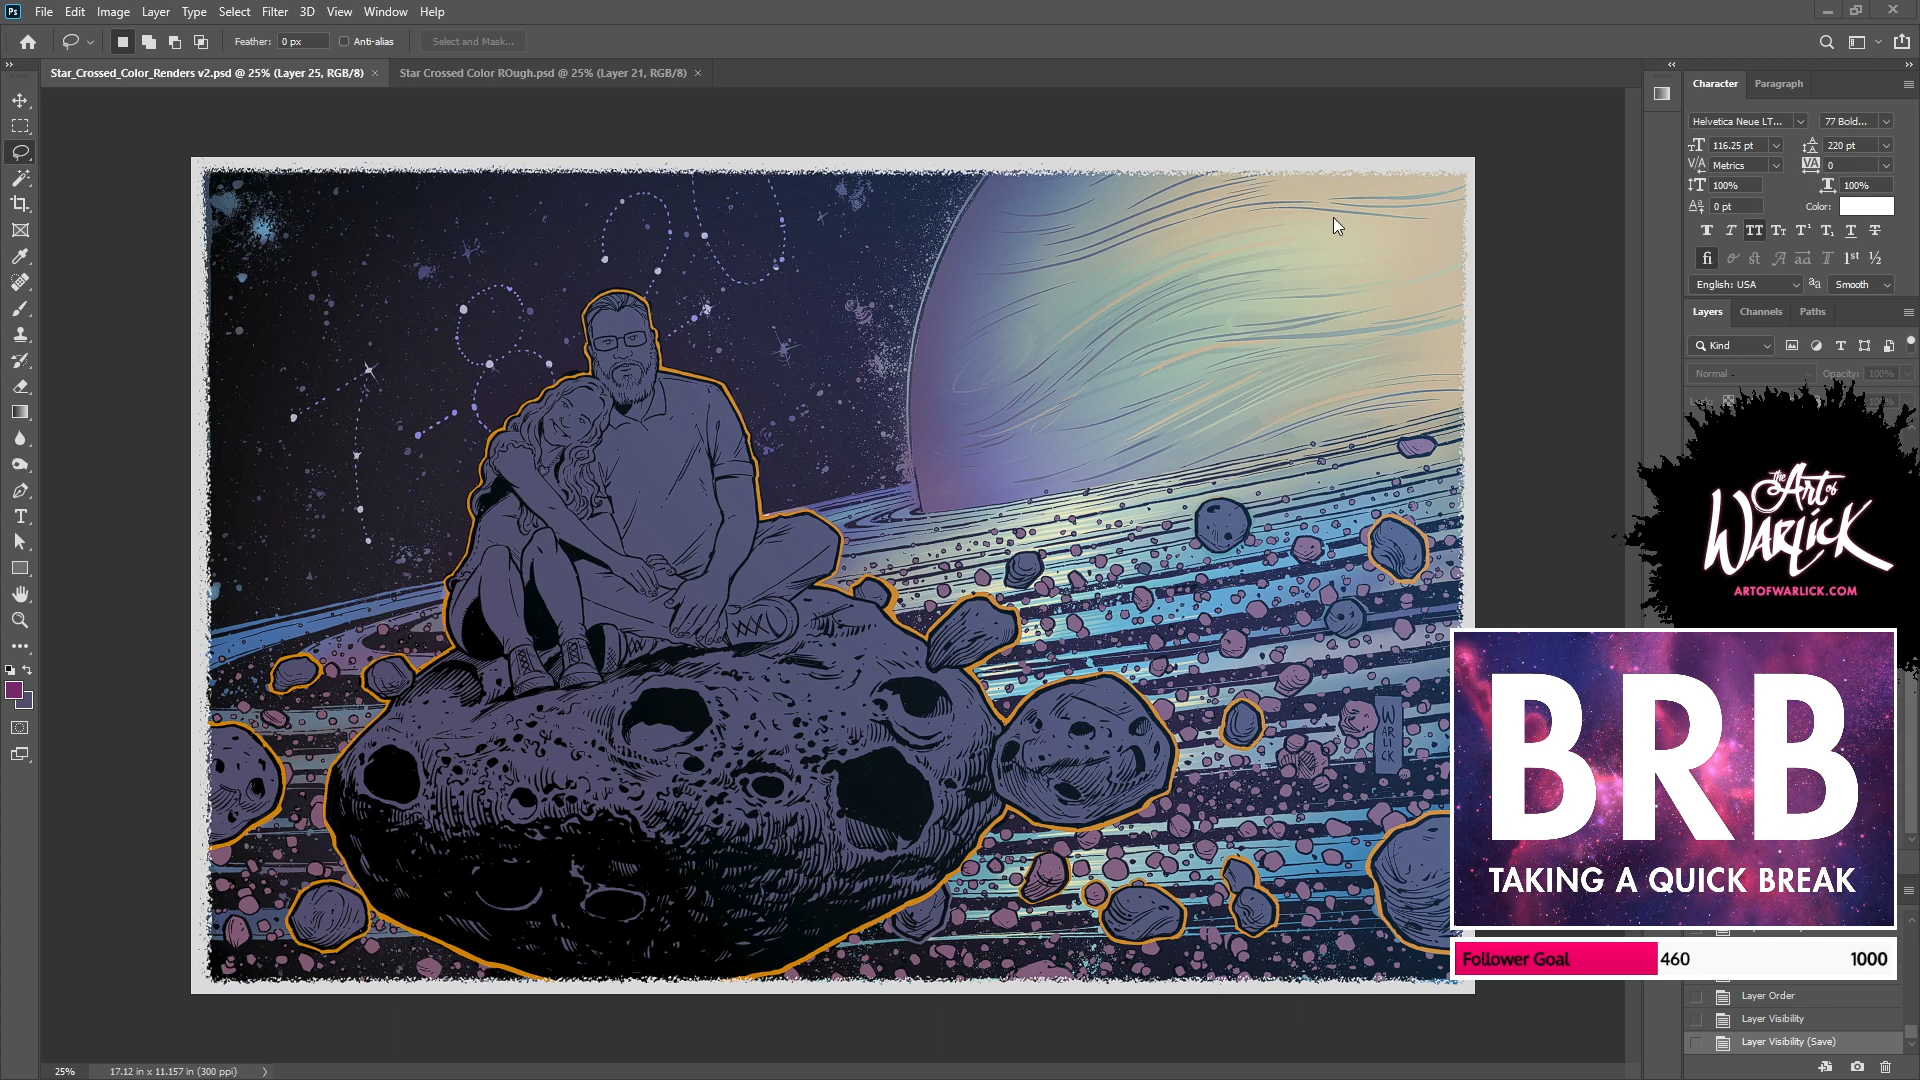 Ps File Edit Image Layer Type Select Filter 3D View Window Help
Feather: 0 px Anti-alias Select and Mask...
Star_Crossed_Color_Renders v2.psd @ 25% (Layer 25, RGB/8) × Star Crossed Color ROugh.psd @ 25% (Layer 21, RGB/8) ×
Character Paragraph
Helvetica Neue LT... 77 Bold...
116.25 pt 220 pt
Metrics 0
100% 100%
0 pt Color:
English: USA Smooth
Layers Channels Paths
Kind
Normal Opacity: 100%
the Art of
Warlick
ARTOFWARLICK.COM
WARLICK
BRB
TAKING A QUICK BREAK
Follower Goal 460 1000
Layer Order
Layer Visibility
Layer Visibility (Save)
25% 17.12 in x 11.157 in (300 ppi)